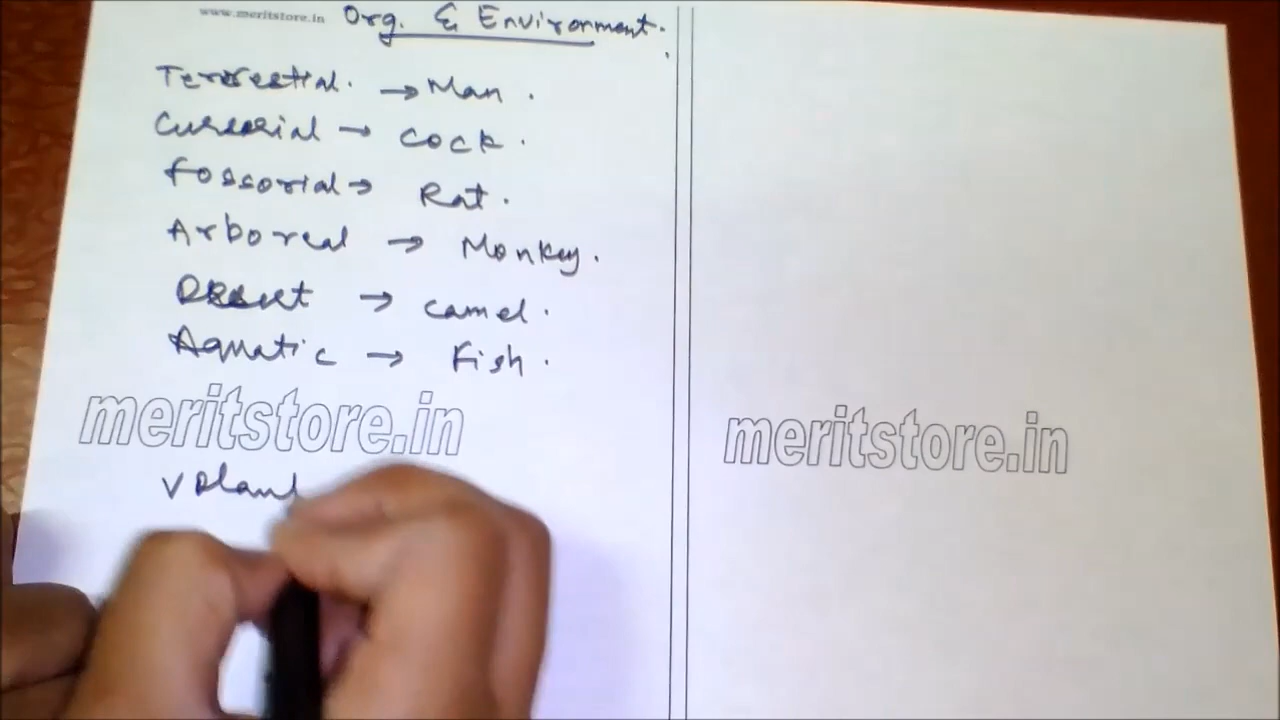 www.meritstore.in Org. & Environment.
Terrestial. → Man.
Cursorial → Cock.
Fossorial → Rat.
Arboreal → Monkey.
Desert → Camel.
Aquatic → Fish.
meritstore.in
meritstore.in
Volant